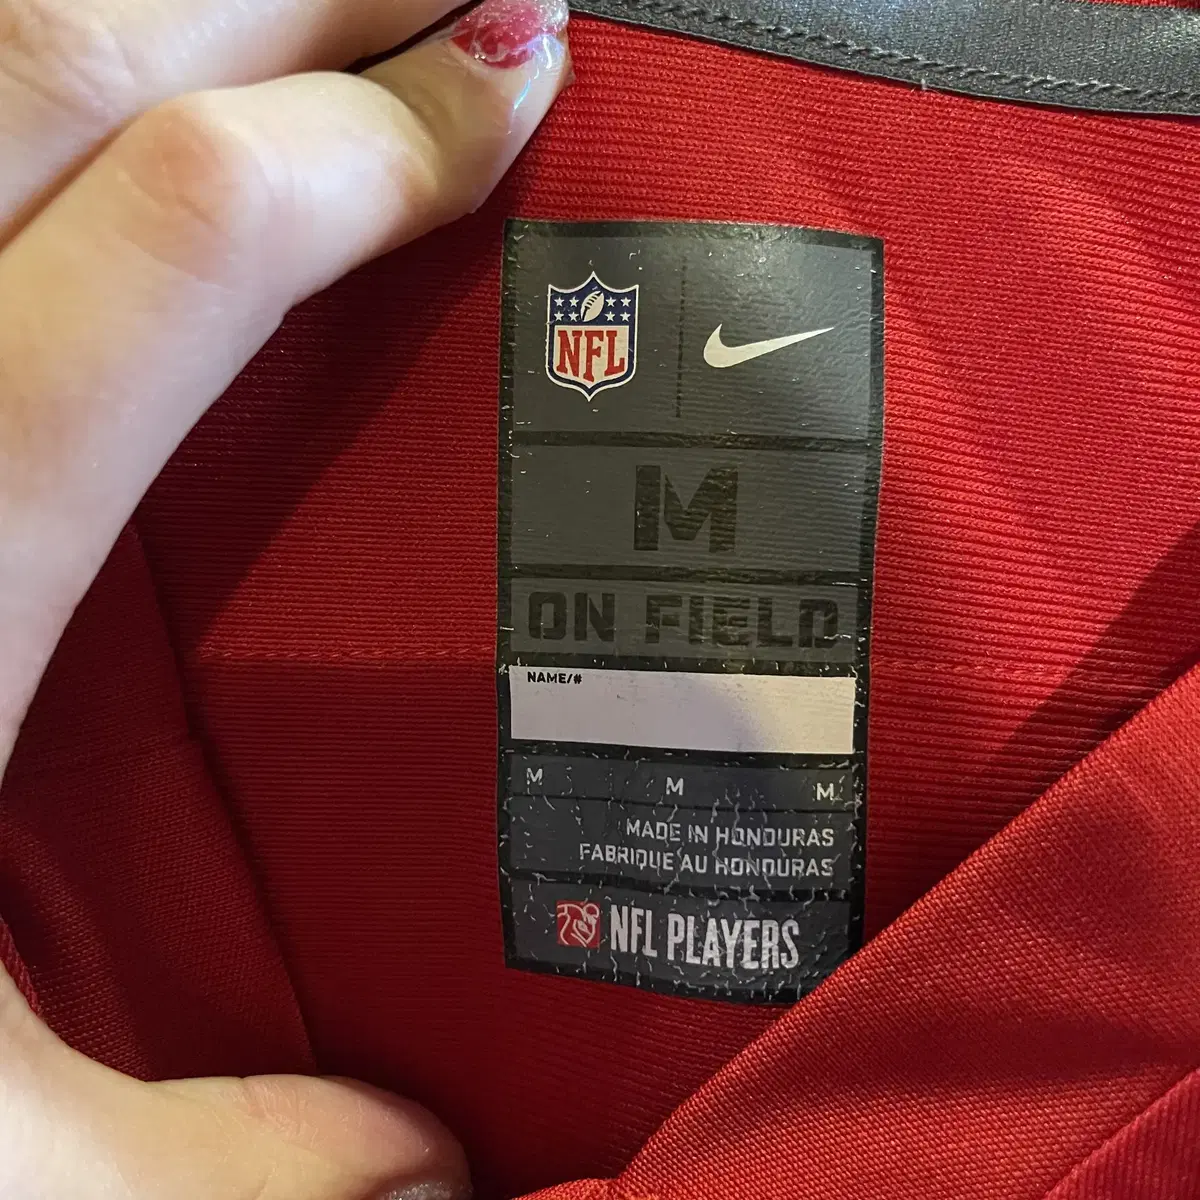 NFL
M
ON FIELD
NAME/#
M M M
MADE IN HONDURAS
FABRIQUE AU HONDURAS
NFL PLAYERS